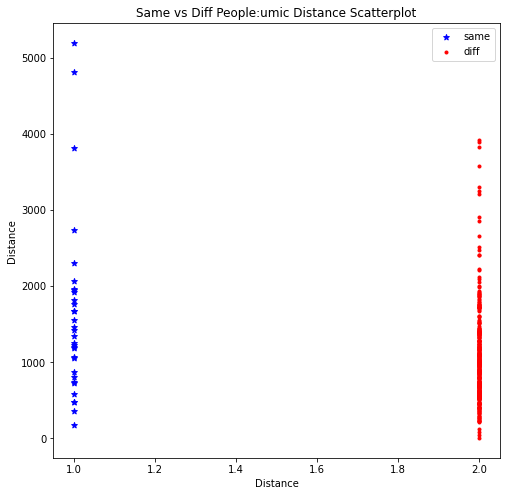 Same vs Diff People:umic Distance Scatterplot
same
diff
5000
4000
3000
2000
1000
0
Distance
1.0 1.2 1.4 1.6 1.8 2.0
Distance